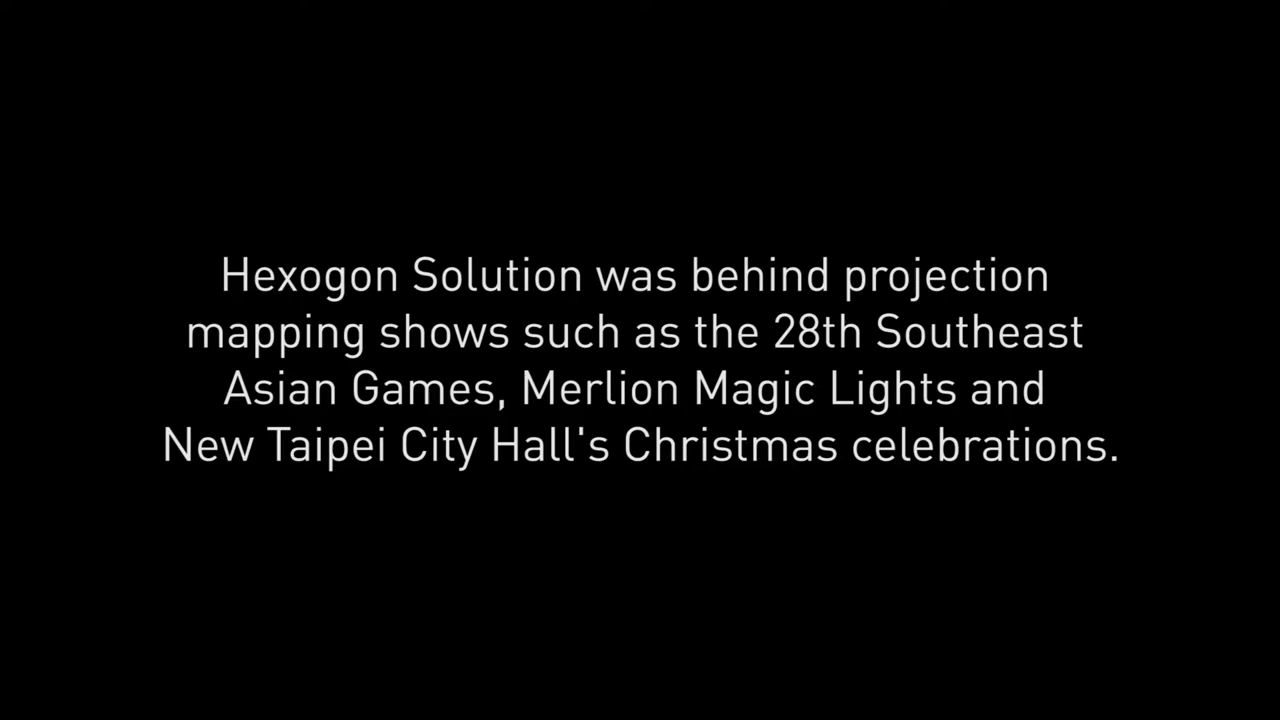 Hexogon Solution was behind projection
mapping shows such as the 28th Southeast
Asian Games, Merlion Magic Lights and
New Taipei City Hall's Christmas celebrations.